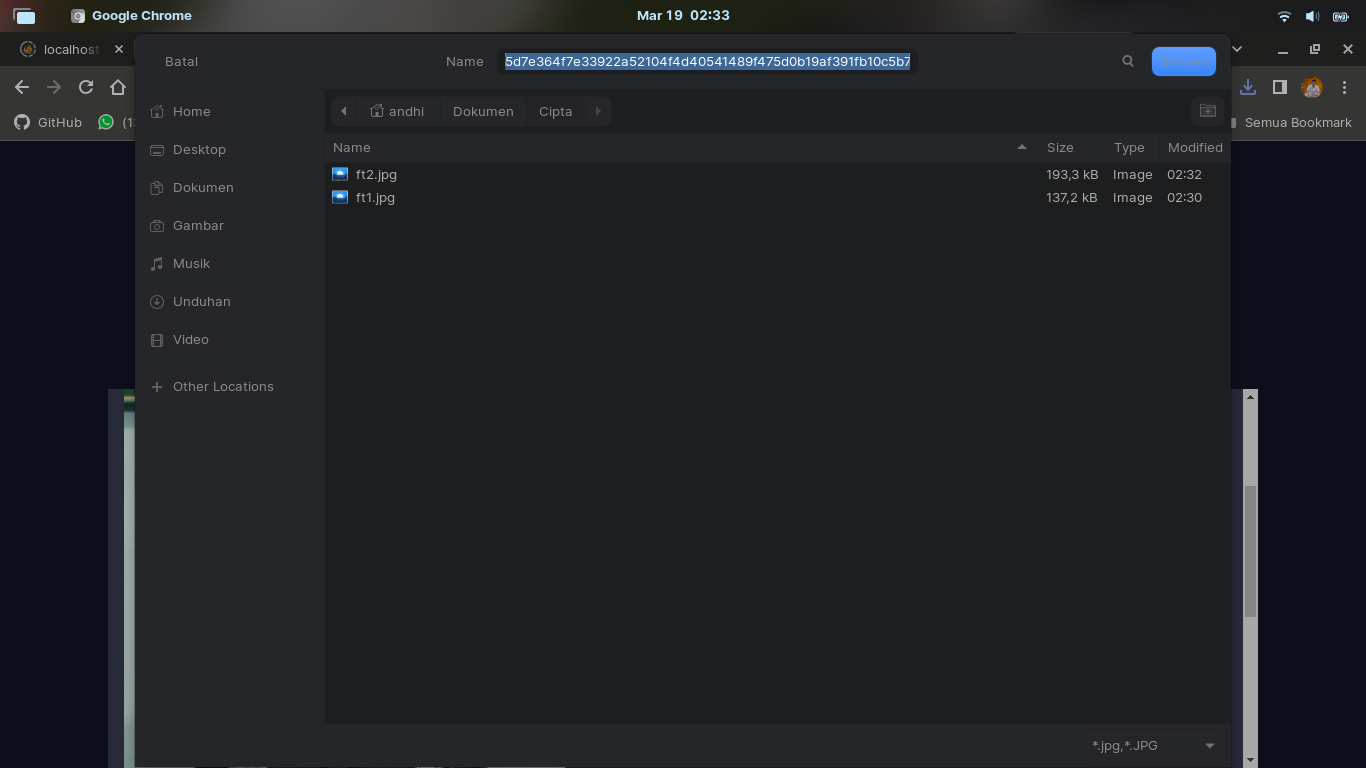 Google Chrome Mar 19 02:33
localhost
Batal Name 5d7e364f7e33922a52104f4d40541489f475d0b19af391fb10c5b7
GitHub (1 Semua Bookmark
Home
Desktop
Dokumen
Gambar
Musik
Unduhan
Video
Other Locations
andhi Dokumen Cipta
Name Size Type Modified
ft2.jpg 193,3 kB Image 02:32
ft1.jpg 137,2 kB Image 02:30
*.jpg,*.JPG